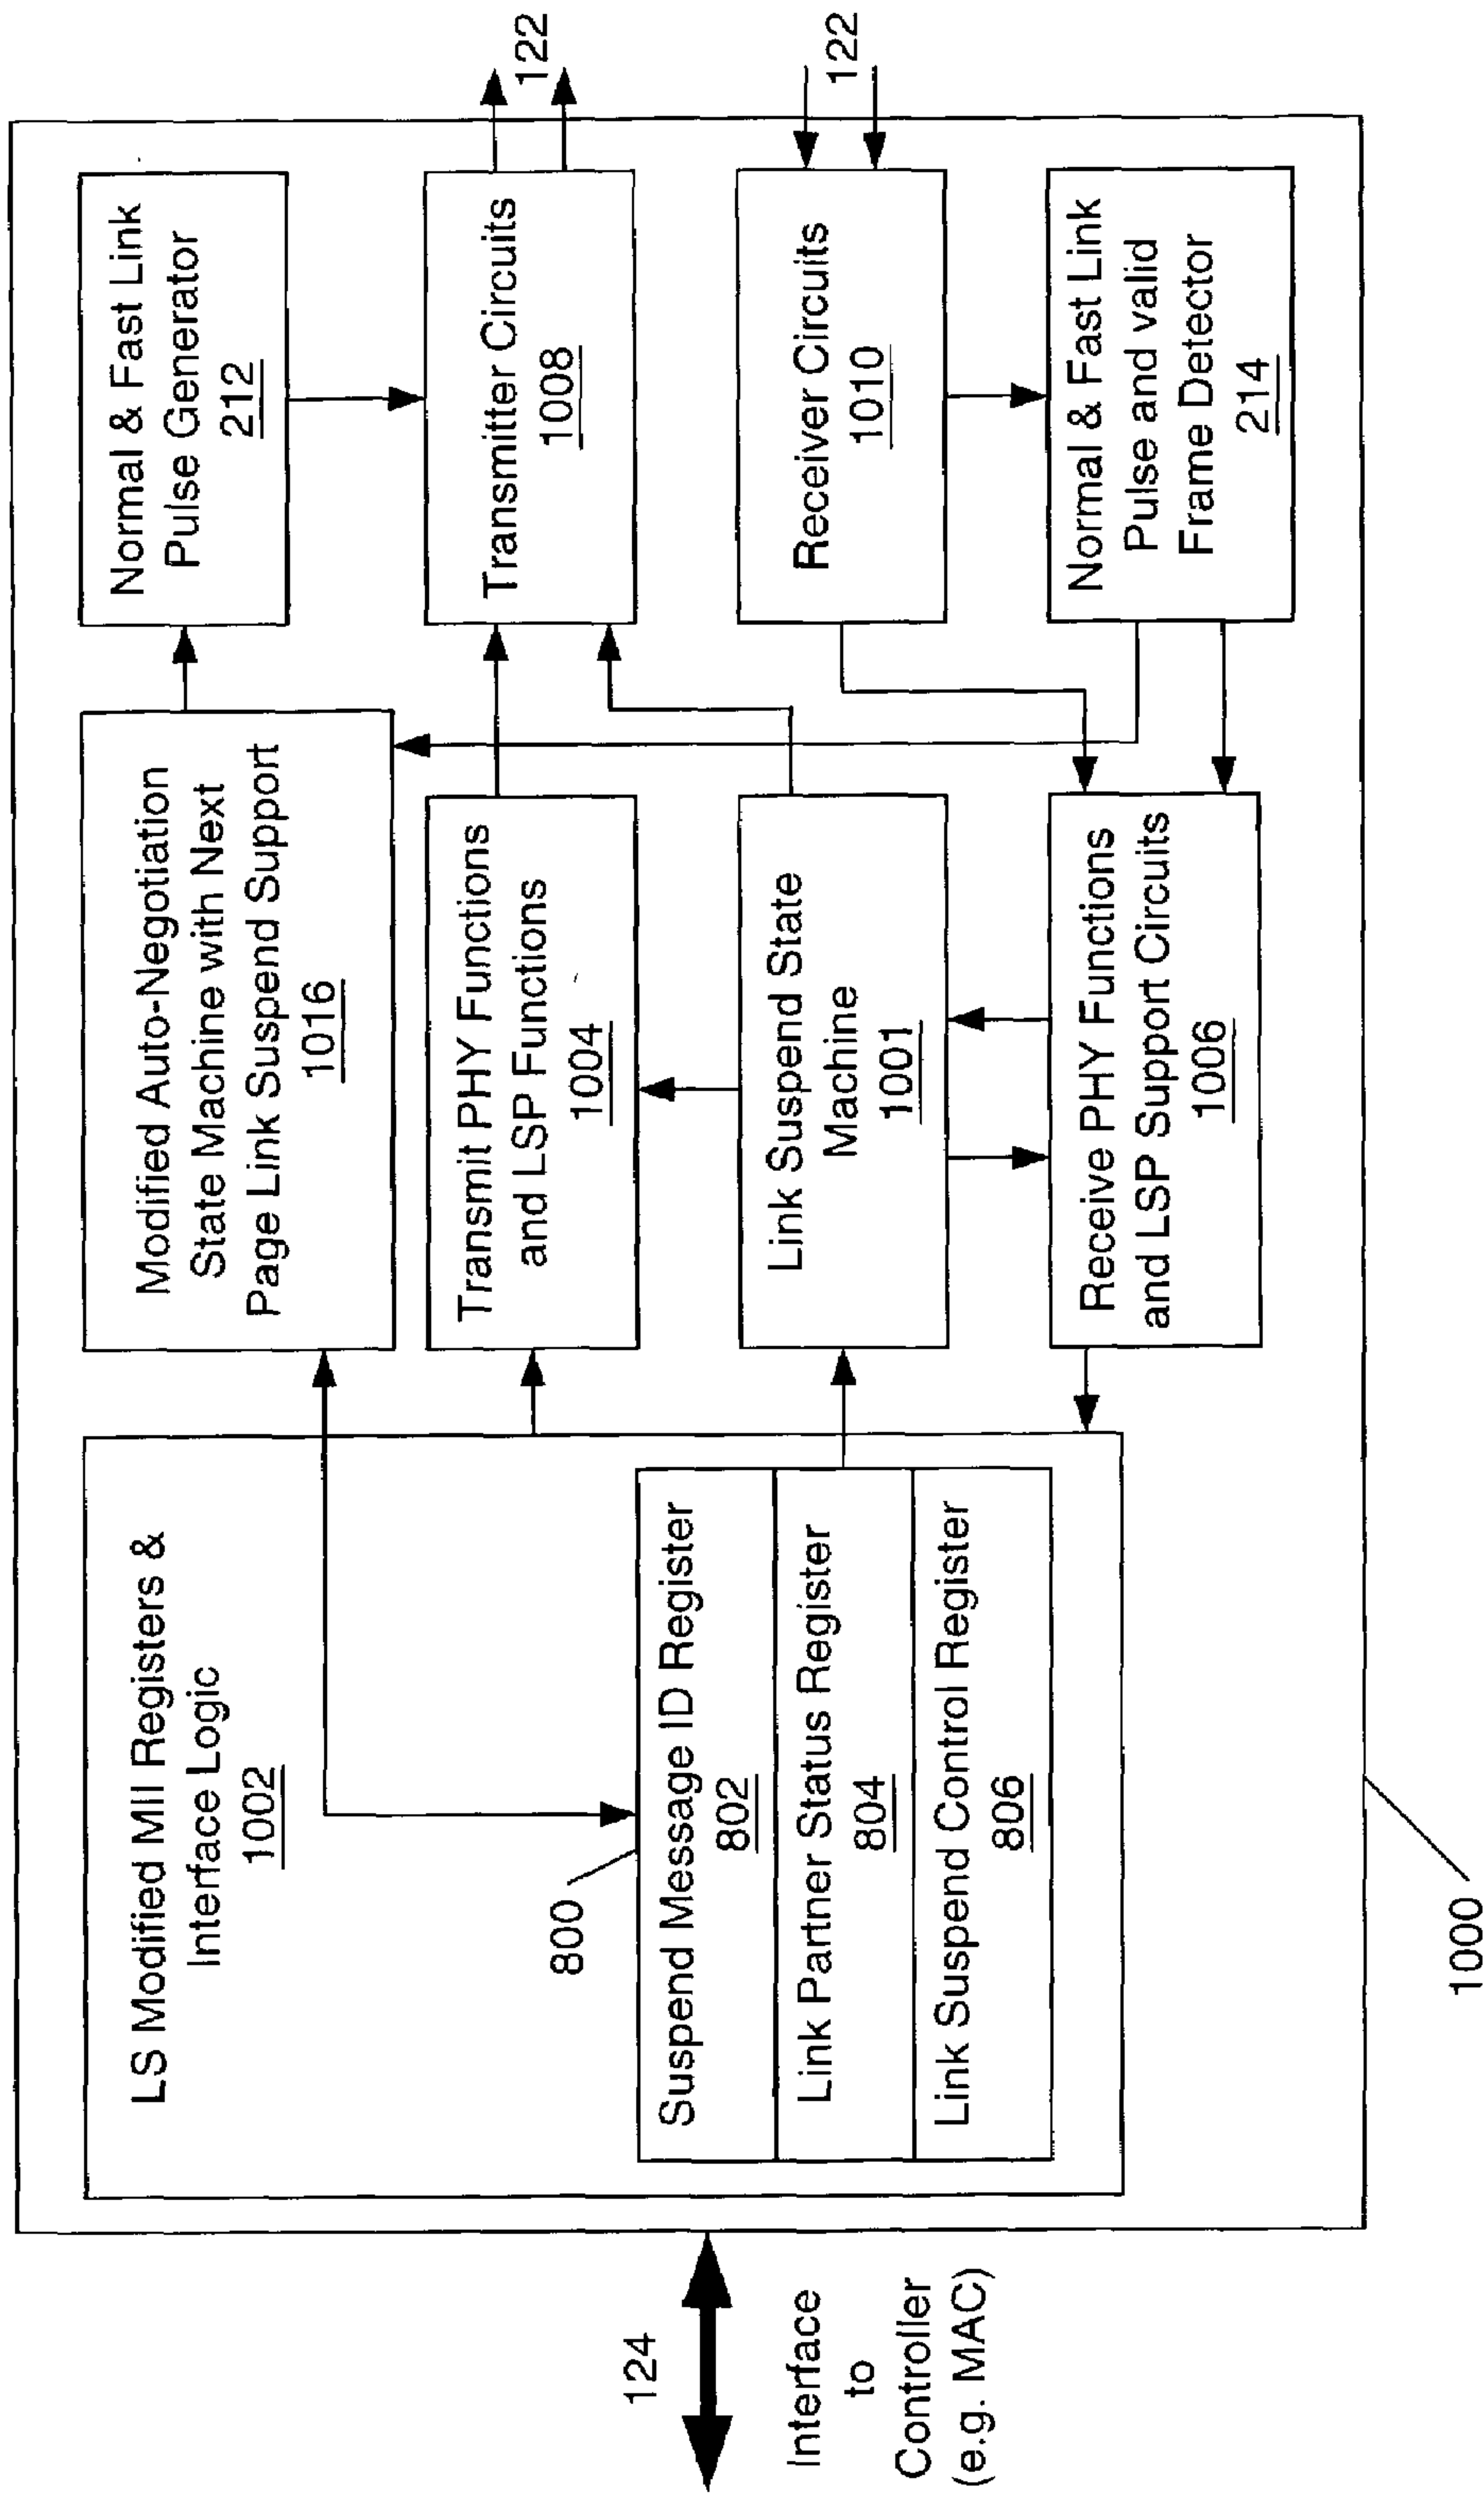 LS Modified MII Registers &
Interface Logic
1002
800
Suspend Message ID Register
802
Link Partner Status Register
804
Link Suspend Control Register
806
124
Interface
to
Controller
(e.g. MAC)
Modified Auto-Negotiation
State Machine with Next
Page Link Suspend Support
1016
Transmit PHY Functions
and LSP Functions
1004
Link Suspend State
Machine
1001
Receive PHY Functions
and LSP Support Circuits
1006
Normal & Fast Link
Pulse Generator
212
Transmitter Circuits
1008
Receiver Circuits
1010
Normal & Fast Link
Pulse and valid
Frame Detector
214
122
122
1000